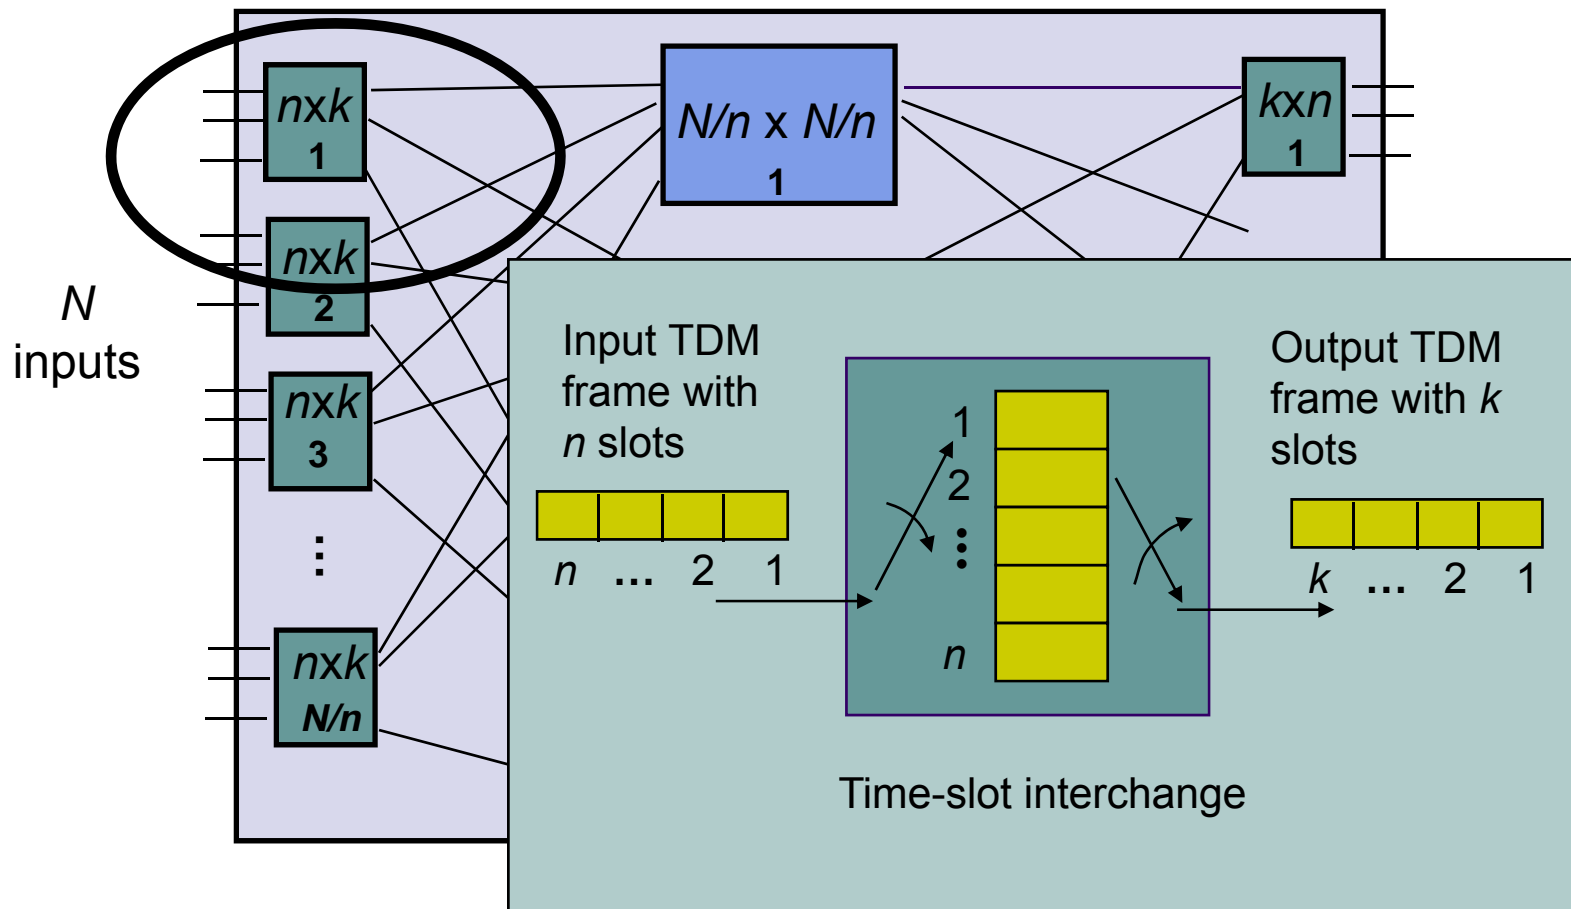 nxk
1
N/n x N/n
1
kxn
1
nxk
2
N
inputs
nxk
3
⋮
nxk
N/n
Input TDM
frame with
n slots
n ... 2 1
1
2
⋮
n
Output TDM
frame with k
slots
k ... 2 1
Time-slot interchange